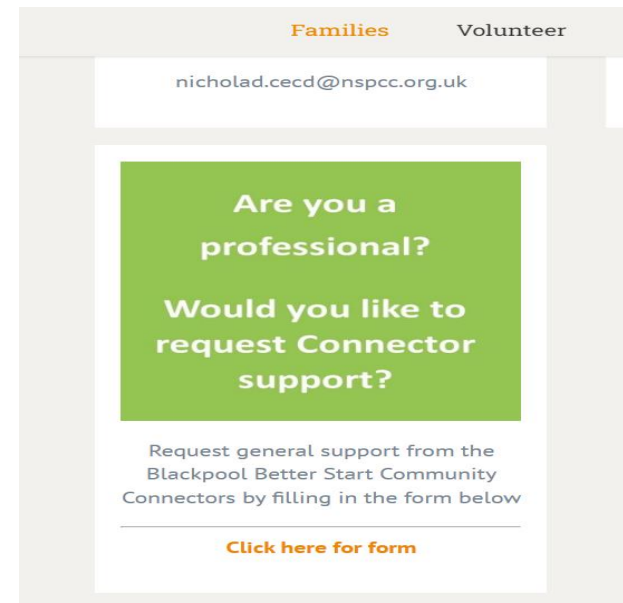 Families Volunteer
nicholad.cecd@nspcc.org.uk
Are you a
professional?
Would you like to
request Connector
support?
Request general support from the
Blackpool Better Start Community
Connectors by filling in the form below
Click here for form